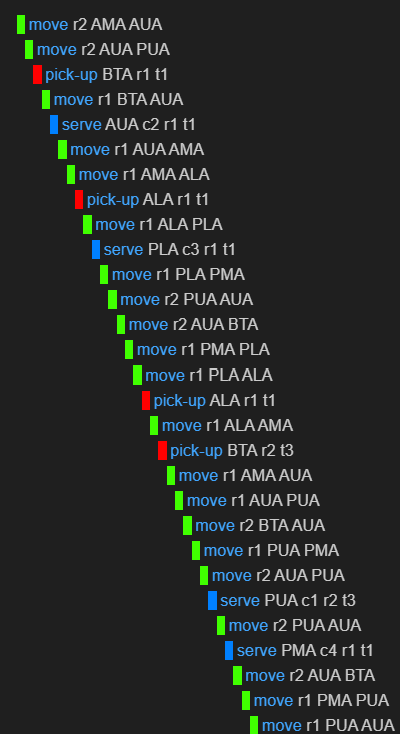 move r2 AMA AUA
move r2 AUA PUA
pick-up BTA r1 t1
move r1 BTA AUA
serve AUA c2 r1 t1
move r1 AUA AMA
move r1 AMA ALA
pick-up ALA r1 t1
move r1 ALA PLA
serve PLA c3 r1 t1
move r1 PLA PMA
move r2 PUA AUA
move r2 AUA BTA
move r1 PMA PLA
move r1 PLA ALA
pick-up ALA r1 t1
move r1 ALA AMA
pick-up BTA r2 t3
move r1 AMA AUA
move r1 AUA PUA
move r2 BTA AUA
move r1 PUA PMA
move r2 AUA PUA
serve PUA c1 r2 t3
move r2 PUA AUA
serve PMA c4 r1 t1
move r2 AUA BTA
move r1 PMA PUA
move r1 PUA AUA